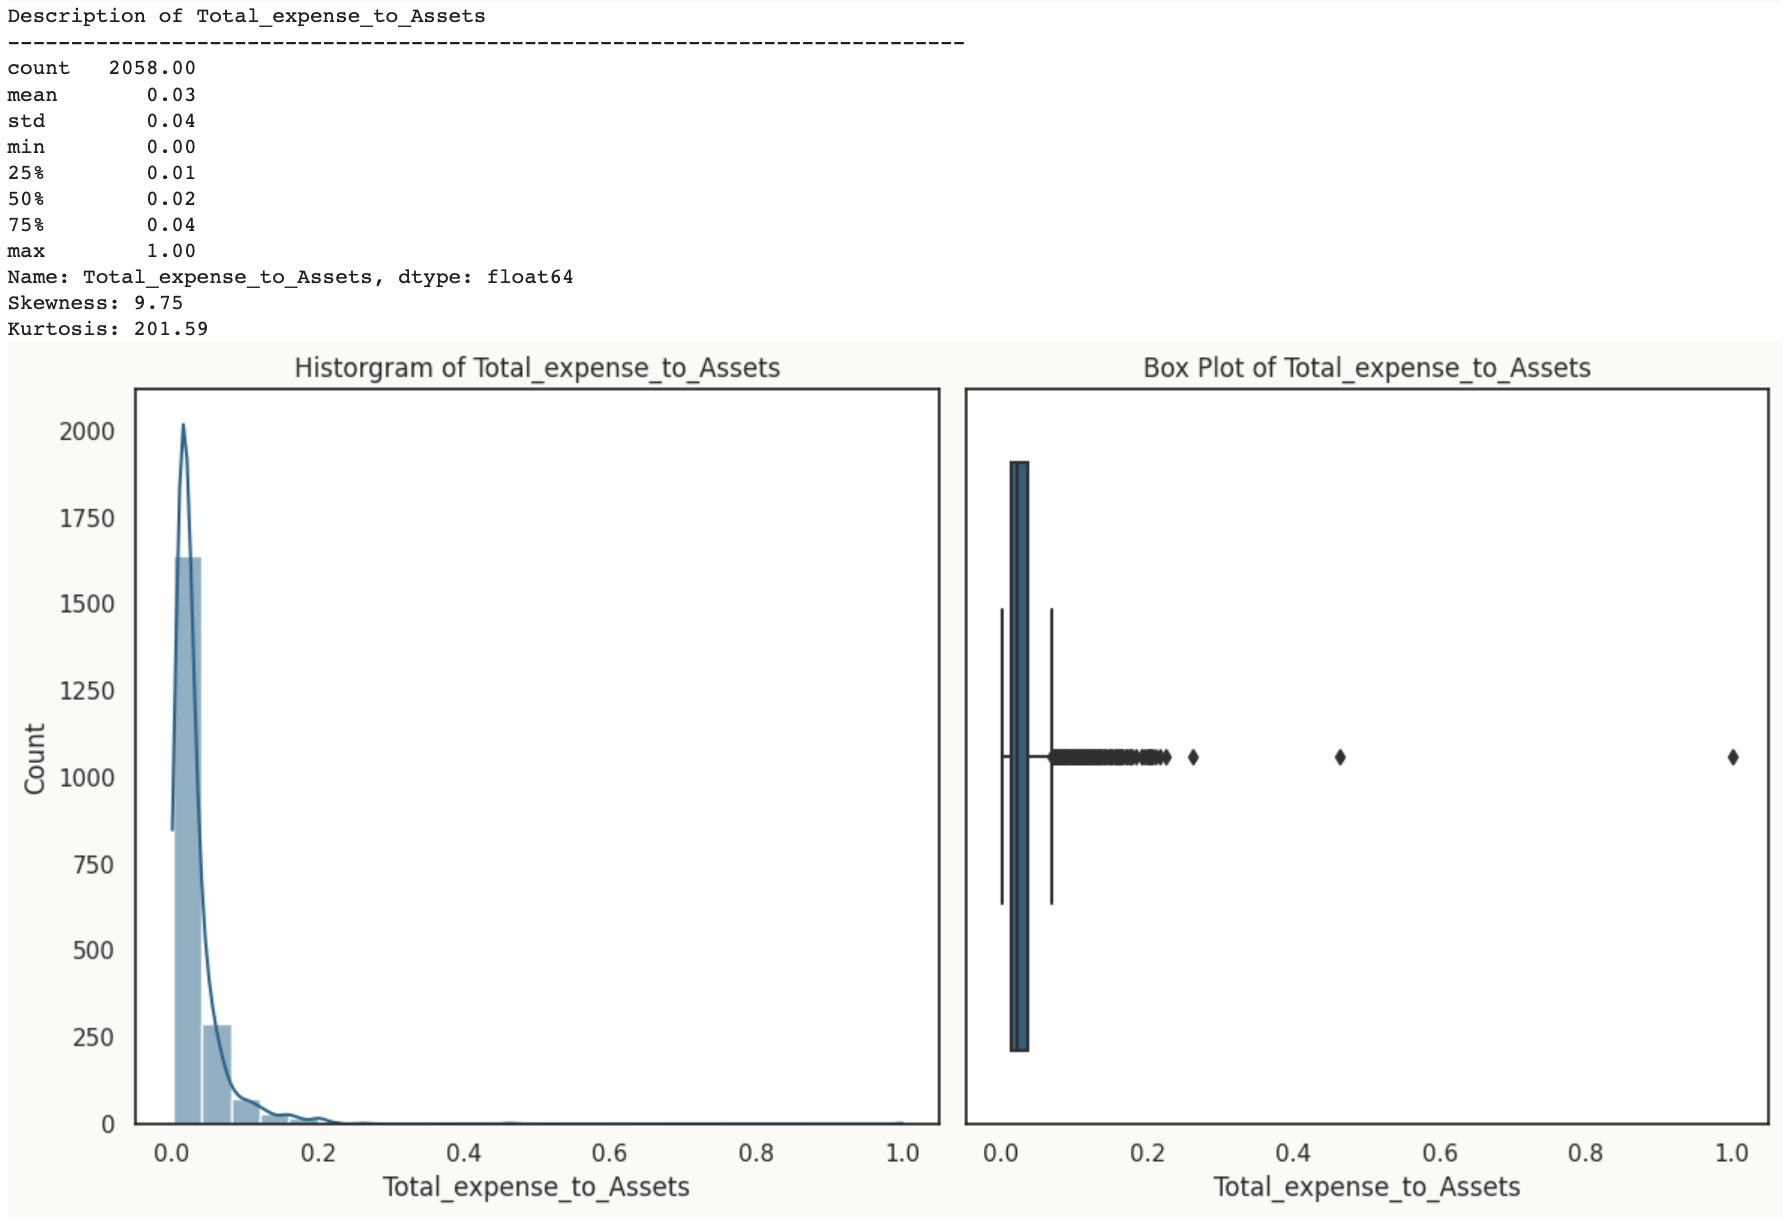 Description of Total_expense_to_Assets
----------------------------------------------------------------------------
count   2058.00
mean       0.03
std        0.04
min        0.00
25%        0.01
50%        0.02
75%        0.04
max        1.00
Name: Total_expense_to_Assets, dtype: float64
Skewness: 9.75
Kurtosis: 201.59
Historgram of Total_expense_to_Assets
2000
1750
1500
1250
1000
750
500
250
0
Count
0.0 0.2 0.4 0.6 0.8 1.0
Total_expense_to_Assets
Box Plot of Total_expense_to_Assets
0.0 0.2 0.4 0.6 0.8 1.0
Total_expense_to_Assets